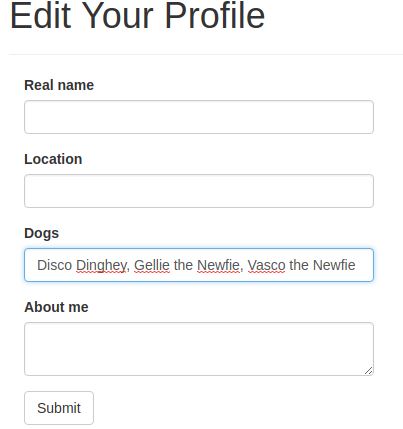 Edit Your Profile
Real name
Location
Dogs
Disco Dinghey, Gellie the Newfie, Vasco the Newfie
About me
Submit